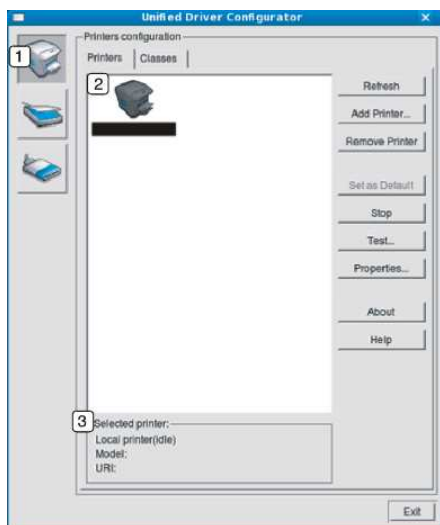 Unified Driver Configurator
Printers configuration
1
Printers
Classes
2
Refresh
Add Printer...
Remove Printer
Set as Default
Stop
Test...
Properties...
About
Help
3
Selected printer:
Local printer(idle)
Model:
URI:
Exit